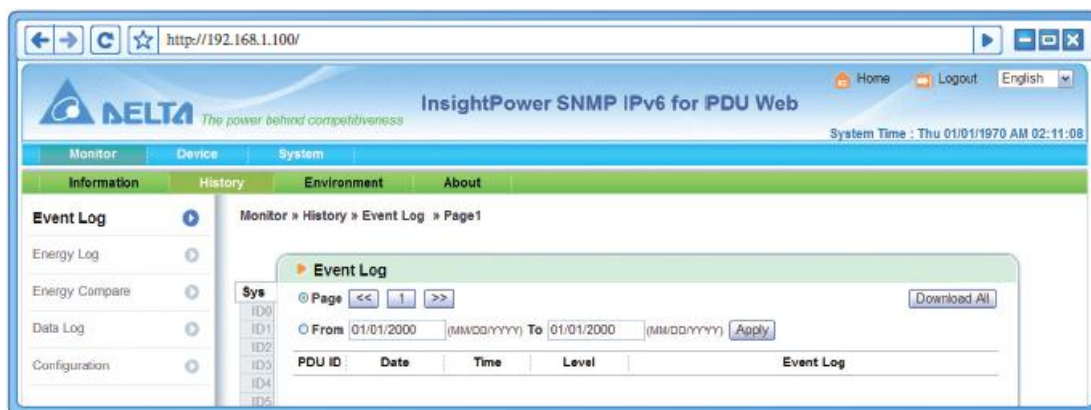 http://192.168.1.100/
Home Logout English
DELTA The power behind competitiveness
InsightPower SNMP IPv6 for PDU Web
System Time : Thu 01/01/1970 AM 02:11:08
Monitor Device System
Information History Environment About
Event Log
Energy Log
Energy Compare
Data Log
Configuration
Monitor » History » Event Log » Page1
Event Log
Sys
ID0
ID1
ID2
ID3
ID4
ID5
Page << 1 >> Download All
From 01/01/2000 (MM/DD/YYYY) To 01/01/2000 (MM/DD/YYYY) Apply
PDU ID Date Time Level Event Log